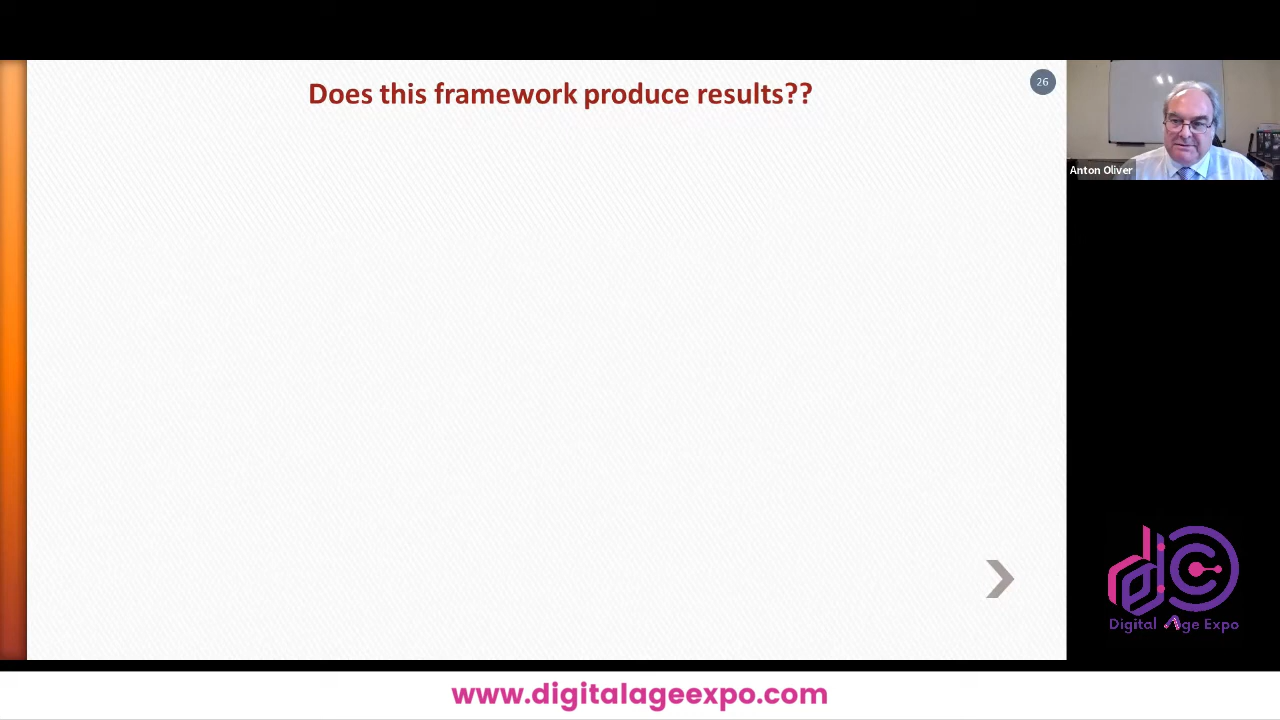 Does this framework produce results??
26
Anton Oliver
Digital Age Expo
www.digitalageexpo.com